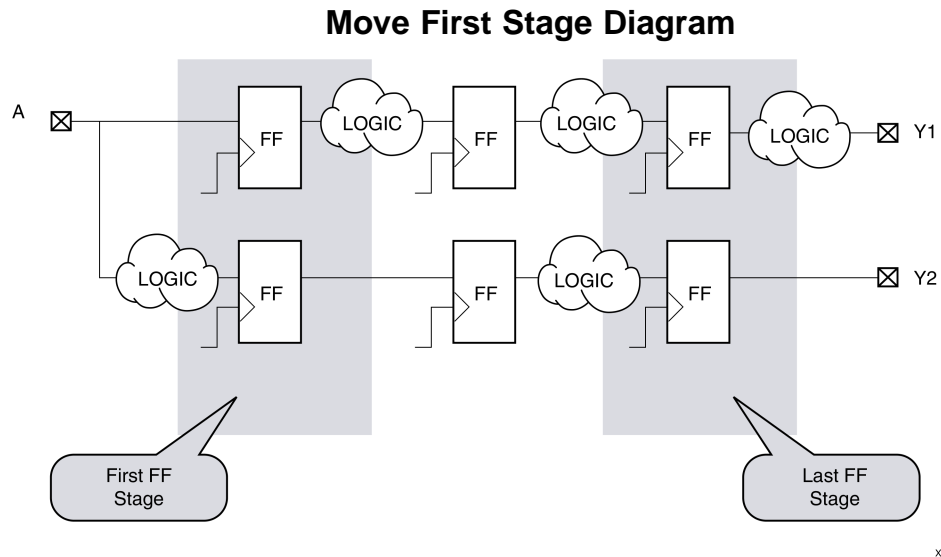 Move First Stage Diagram
A
FF
LOGIC
FF
LOGIC
FF
LOGIC
Y1
LOGIC
FF
FF
LOGIC
FF
Y2
First FF
Stage
Last FF
Stage
x